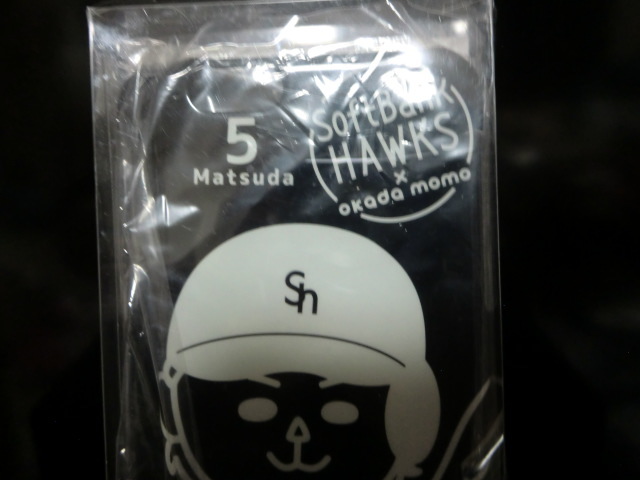 5
Matsuda
SoftBank
HAWKS
×
okada momo
Sh